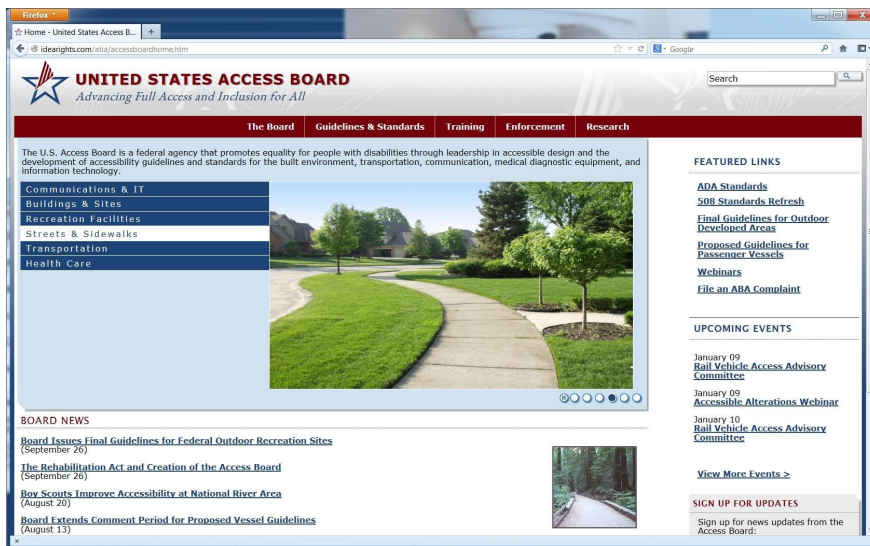 Firefox
Home - United States Access B...
idearights.com/atia/accessboardhome.htm
Google
UNITED STATES ACCESS BOARD
Advancing Full Access and Inclusion for All
Search
The Board Guidelines & Standards Training Enforcement Research
The U.S. Access Board is a federal agency that promotes equality for people with disabilities through leadership in accessible design and the
development of accessibility guidelines and standards for the built environment, transportation, communication, medical diagnostic equipment, and
information technology.
Communications & IT
Buildings & Sites
Recreation Facilities
Streets & Sidewalks
Transportation
Health Care
BOARD NEWS
Board Issues Final Guidelines for Federal Outdoor Recreation Sites
(September 26)
The Rehabilitation Act and Creation of the Access Board
(September 26)
Boy Scouts Improve Accessibility at National River Area
(August 20)
Board Extends Comment Period for Proposed Vessel Guidelines
(August 13)
FEATURED LINKS
ADA Standards
508 Standards Refresh
Final Guidelines for Outdoor
Developed Areas
Proposed Guidelines for
Passenger Vessels
Webinars
File an ABA Complaint
UPCOMING EVENTS
January 09
Rail Vehicle Access Advisory
Committee
January 09
Accessible Alterations Webinar
January 10
Rail Vehicle Access Advisory
Committee
View More Events >
SIGN UP FOR UPDATES
Sign up for news updates from the
Access Board: